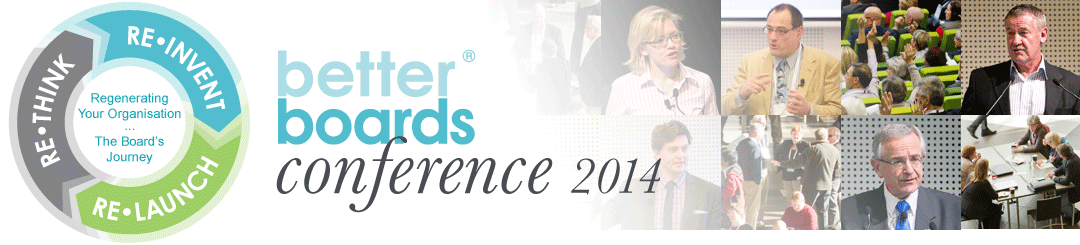 RE•THINK
RE•INVENT
RE•LAUNCH
Regenerating
Your Organisation
...
The Board's
Journey
better®
boards
conference 2014